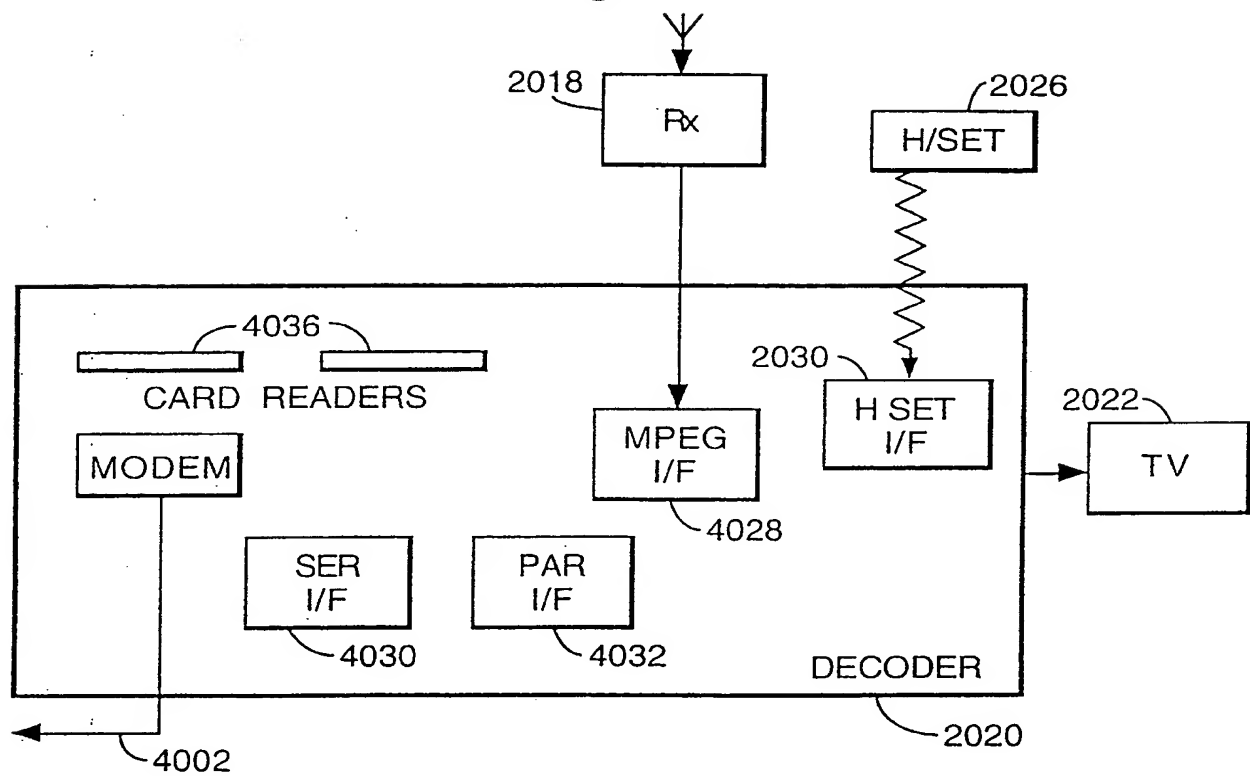 2018
Rx
2026
H/SET
4036
CARD READERS
2030
H SET
I/F
MPEG
I/F
4028
2022
TV
MODEM
SER
I/F
4030
PAR
I/F
4032
DECODER
2020
4002